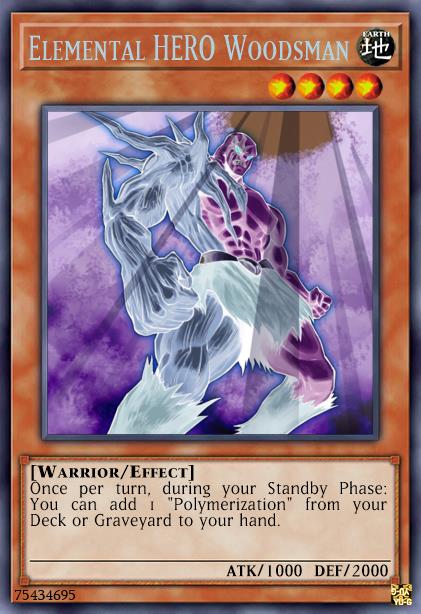 Elemental HERO Woodsman
EARTH
地
[Warrior/Effect]
Once per turn, during your Standby Phase:
You can add 1 "Polymerization" from your
Deck or Graveyard to your hand.
ATK/1000 DEF/2000
75434695